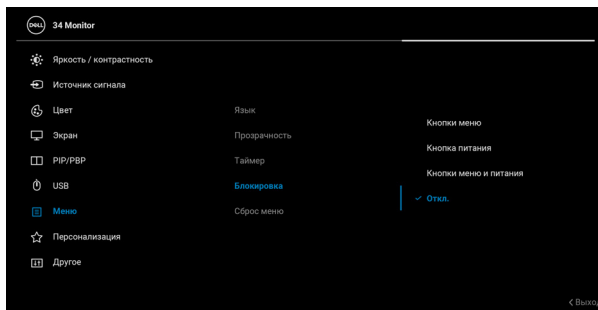 DELL
34 Monitor
Яркость / контрастность
Источник сигнала
Цвет
Экран
PIP/PBP
USB
Меню
Персонализация
Другое
Язык
Прозрачность
Таймер
Блокировка
Сброс меню
Кнопки меню
Кнопка питания
Кнопки меню и питания
Откл.
Выход